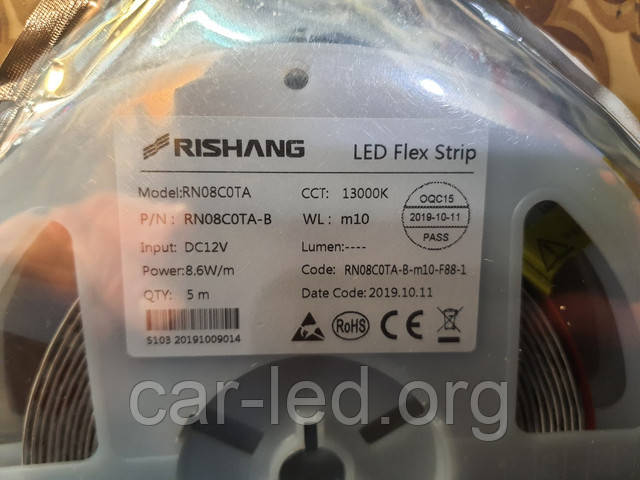 RISHANG LED Flex Strip
Model:RN08C0TA CCT: 13000K
P/N: RN08C0TA-B WL: m10
Input: DC12V Lumen:----
Power:8.6W/m Code: RN08C0TA-B-m10-F88-1
QTY: 5 m Date Code:2019.10.11
OQC15
2019-10-11
PASS
S103 20191009014
RoHS CE
car-led.org